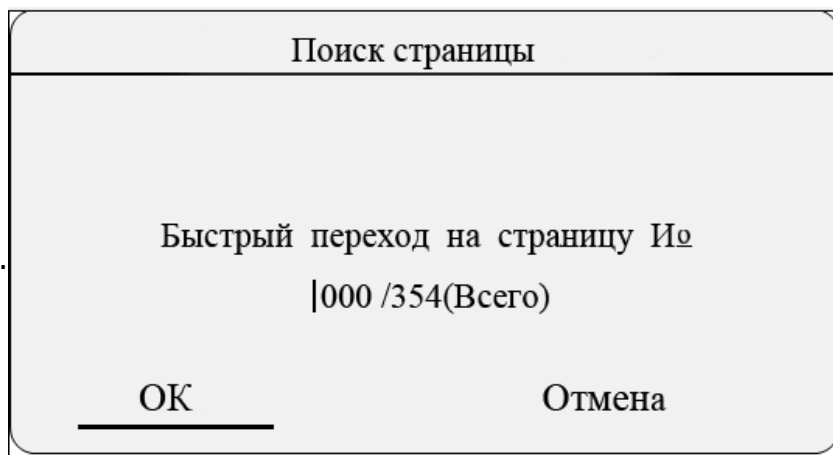 Поиск страницы
Быстрый переход на страницу Ио
000 /354(Всего)
ОК Отмена